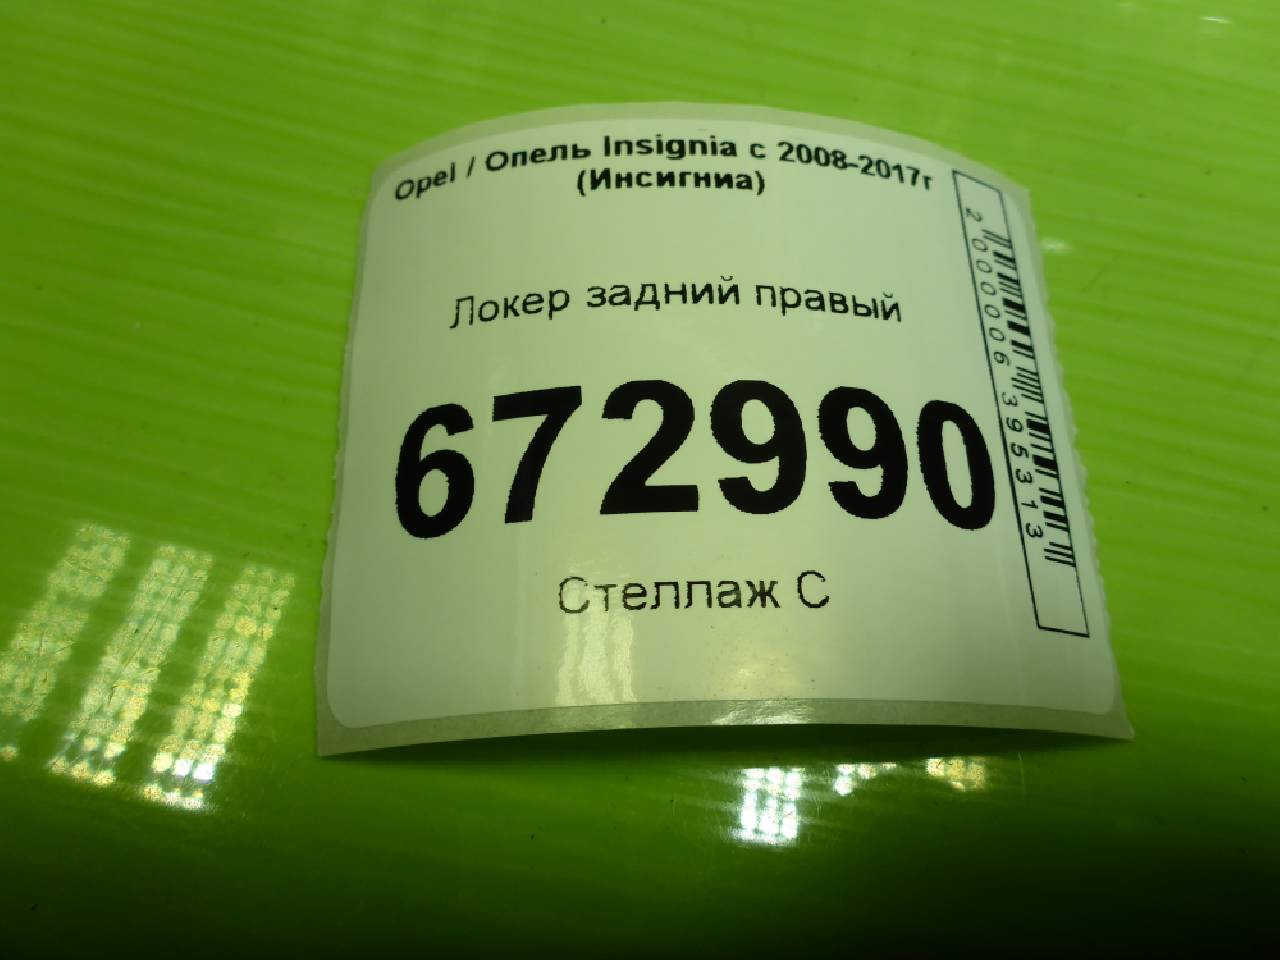 Opel / Опель Insignia с 2008-2017г
(Инсигниа)
Локер задний правый
672990
Стеллаж С
2000006395313